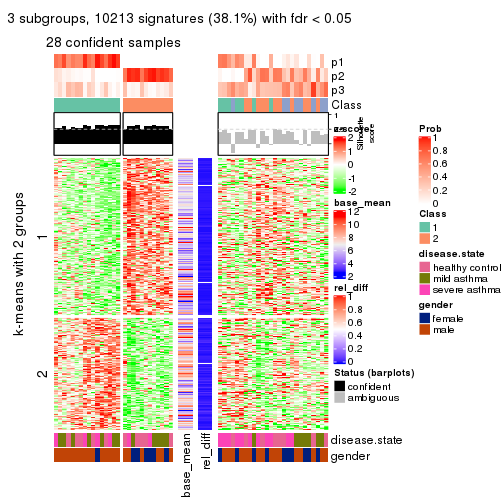 3 subgroups, 10213 signatures (38.1%) with fdr < 0.05
28 confident samples
p1
p2
p3
Class
1
Silhouette
score
z-score
2
1
0
-1
-2
base_mean
12
10
8
6
4
2
rel_diff
1
0.8
0.6
0.4
0.2
0
Status (barplots)
confident
ambiguous
Prob
1
0.8
0.6
0.4
0.2
0
Class
1
2
disease.state
healthy control
mild asthma
severe asthma
gender
female
male
k-means with 2 groups
1
2
disease.state
gender
base_mean
rel_diff